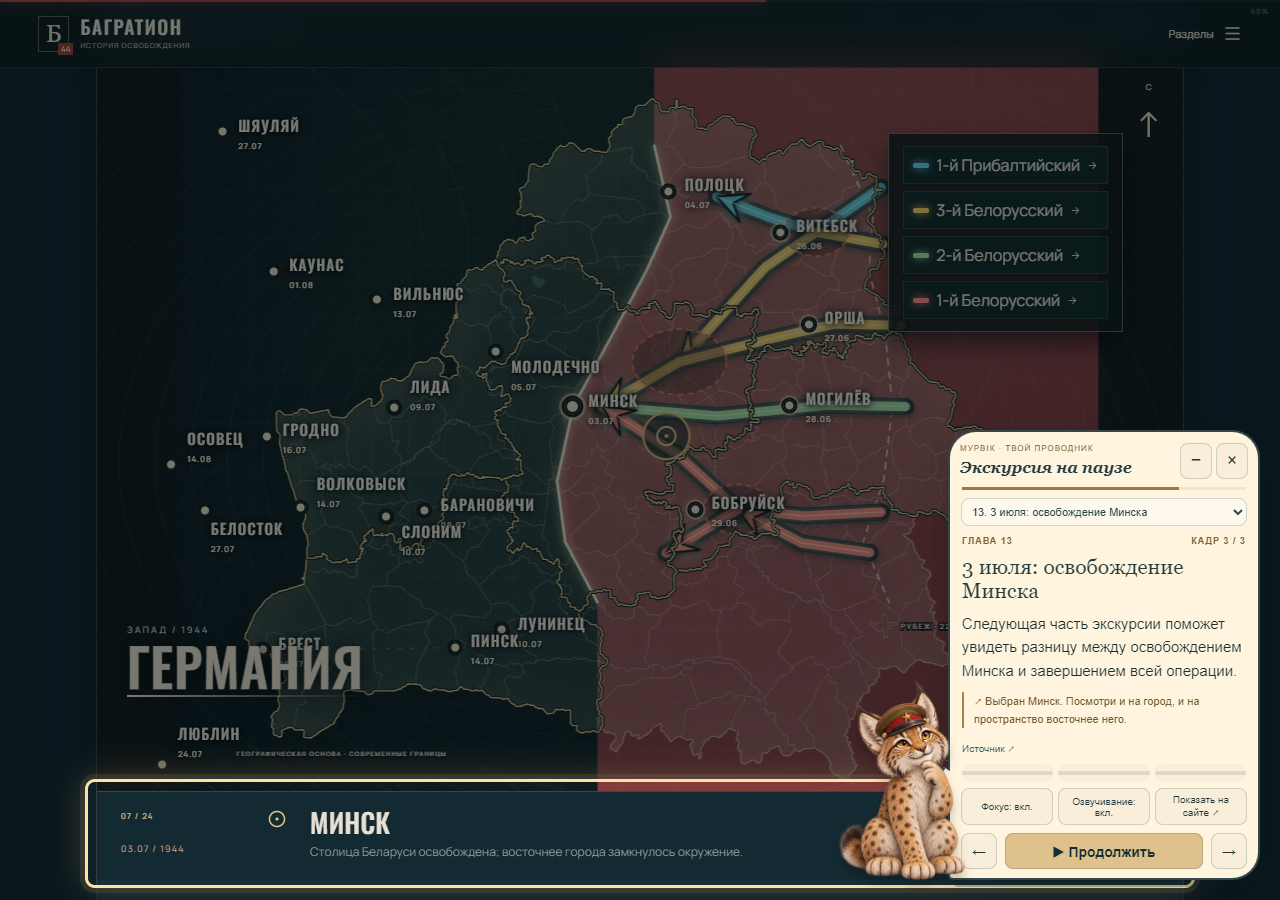 Б
44
БАГРАТИОН
ИСТОРИЯ ОСВОБОЖДЕНИЯ
Разделы
50%
С
ШЯУЛЯЙ
27.07
ПОЛОЦК
04.07
ВИТЕБСК
26.06
1-й Прибалтийский →
3-й Белорусский →
2-й Белорусский →
1-й Белорусский →
КАУНАС
01.08
ВИЛЬНЮС
13.07
ОРША
27.06
МОЛОДЕЧНО
05.07
ЛИДА
09.07
МИНСК
03.07
МОГИЛЁВ
28.06
ОСОВЕЦ
14.08
ГРОДНО
16.07
ВОЛКОВЫСК
14.07
БАРАНОВИЧИ
СЛОНИМ
10.07
БОБРУЙСК
29.06
БЕЛОСТОК
27.07
ЛУНИНЕЦ
10.07
ПИНСК
14.07
РУБЕЖ · 22
ЗАПАД / 1944
БРЕСТ
ГЕРМАНИЯ
ЛЮБЛИН
24.07
ГЕОГРАФИЧЕСКАЯ ОСНОВА · СОВРЕМЕННЫЕ ГРАНИЦЫ
07 / 24
03.07 / 1944
МИНСК
Столица Беларуси освобождена; восточнее города замкнулось окружение.
МУРВІК · ТВОЙ ПРОВОДНИК
Экскурсия на паузе
− ×
13. 3 июля: освобождение Минска
ГЛАВА 13
КАДР 3 / 3
3 июля: освобождение
Минска
Следующая часть экскурсии поможет
увидеть разницу между освобождением
Минска и завершением всей операции.
↗ Выбран Минск. Посмотри и на город, и на
пространство восточнее него.
Источник ↗
Фокус: вкл.
Озвучивание:
вкл.
Показать на
сайте ↗
←
▶ Продолжить
→